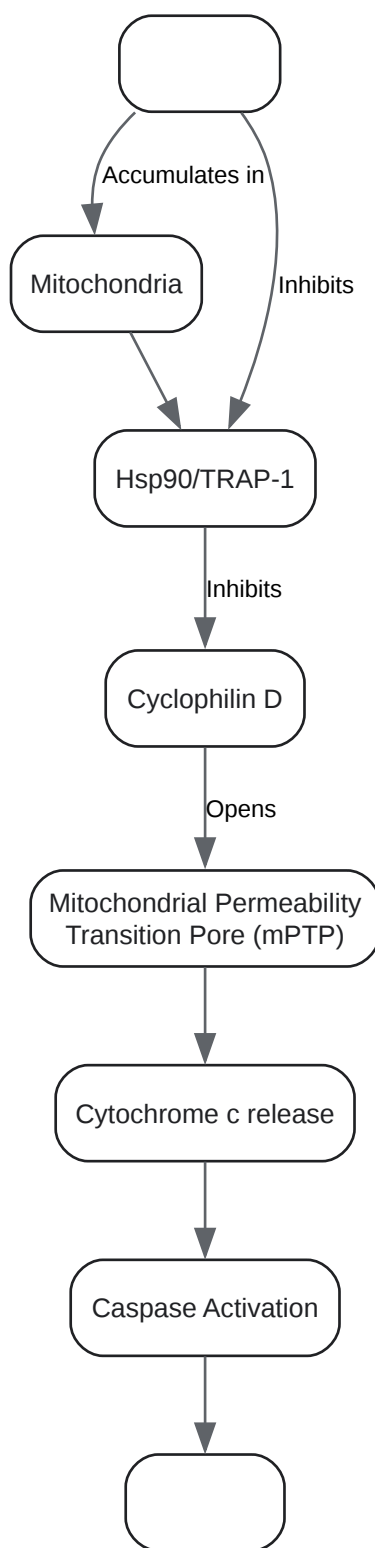 Accumulates in
Mitochondria
Inhibits
Hsp90/TRAP-1
Inhibits
Cyclophilin D
Opens
Mitochondrial Permeability
Transition Pore (mPTP)
Cytochrome c release
Caspase Activation